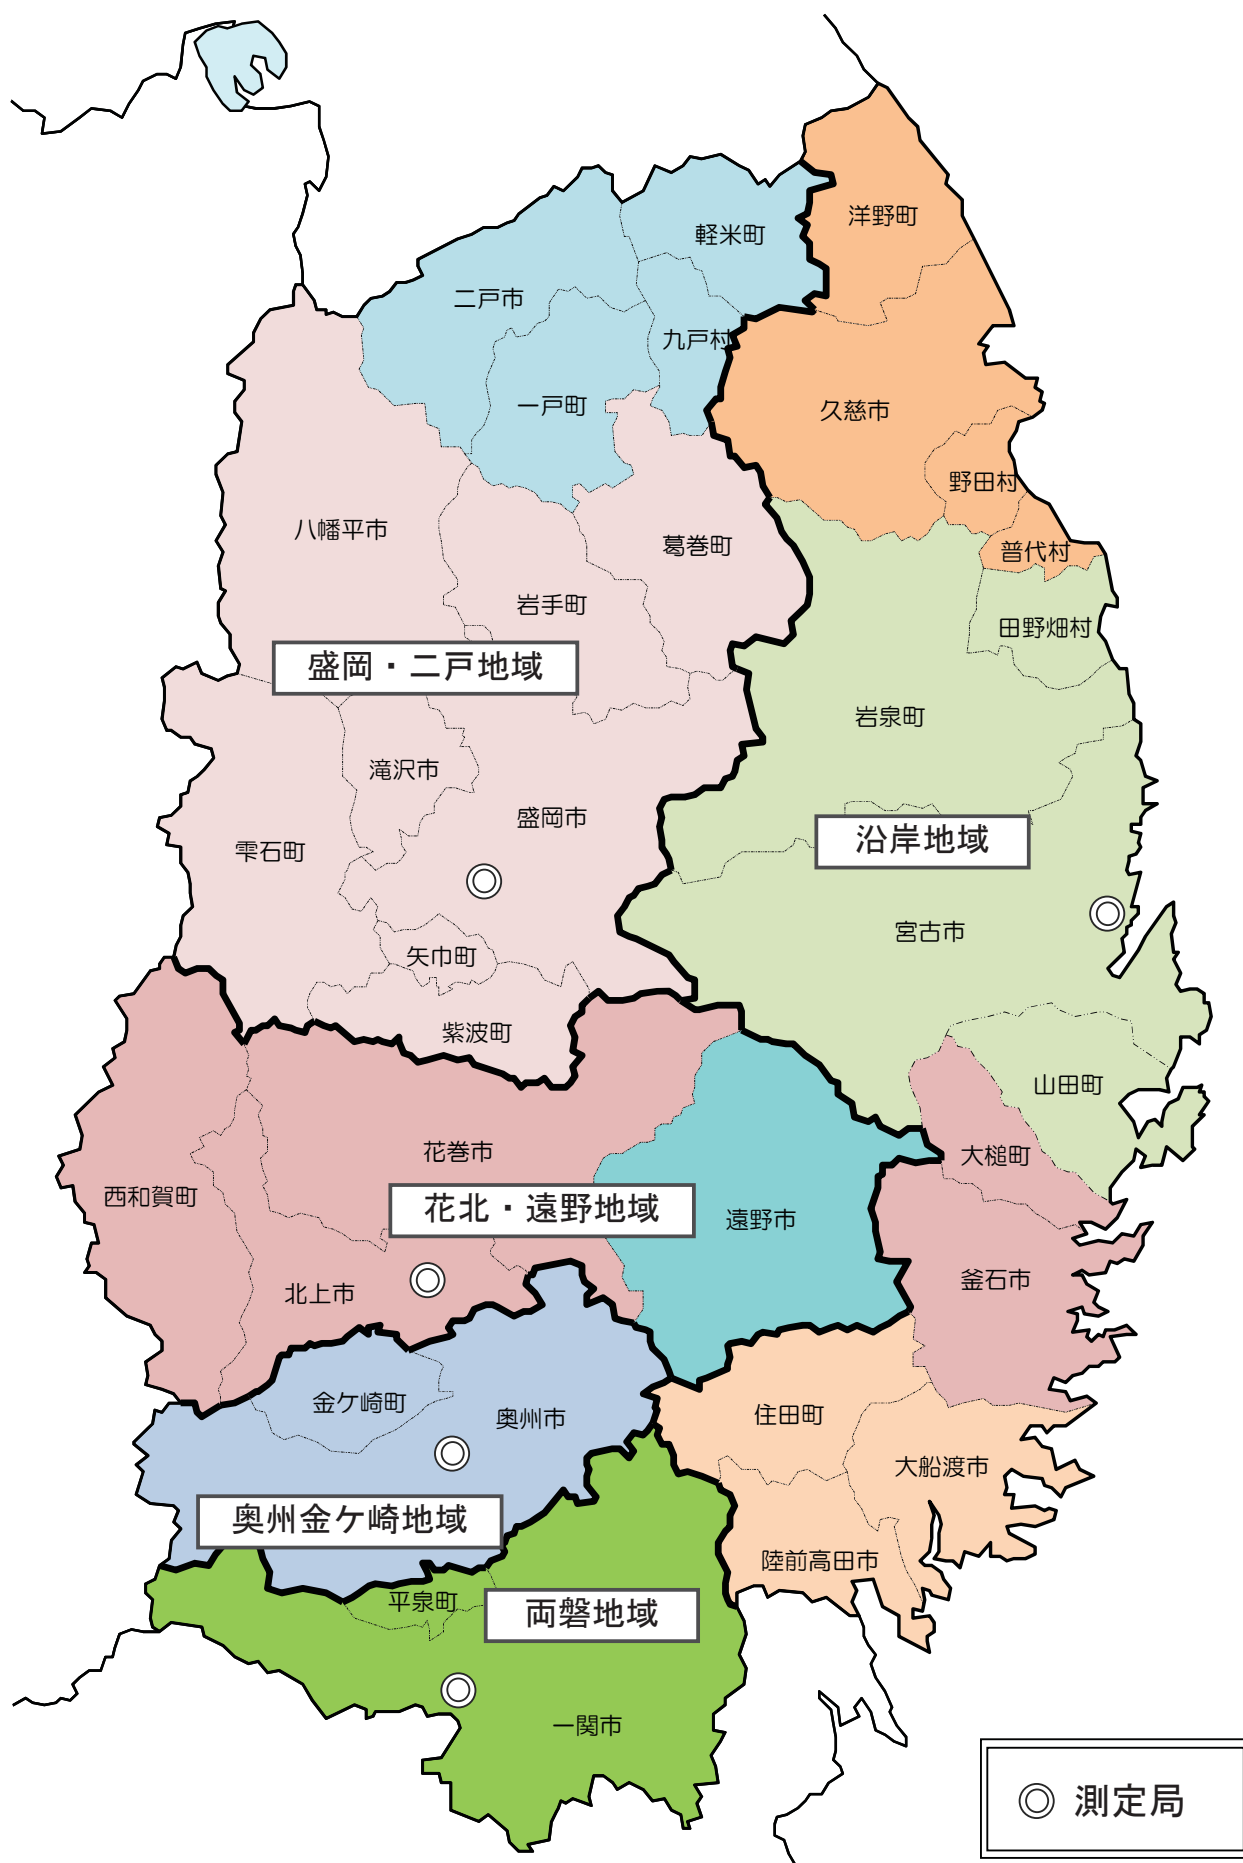 洋野町
軽米町
二戸市
九戸村
一戸町
久慈市
野田村
八幡平市
葛巻町
普代村
岩手町
田野畑村
盛岡・二戸地域
岩泉町
滝沢市
盛岡市
沿岸地域
雫石町
宮古市
矢巾町
紫波町
山田町
花巻市
大槌町
西和賀町
花北・遠野地域
遠野市
釜石市
北上市
金ケ崎町
奥州市
住田町
大船渡市
奥州金ケ崎地域
陸前高田市
平泉町
両磐地域
一関市
◎ 測定局